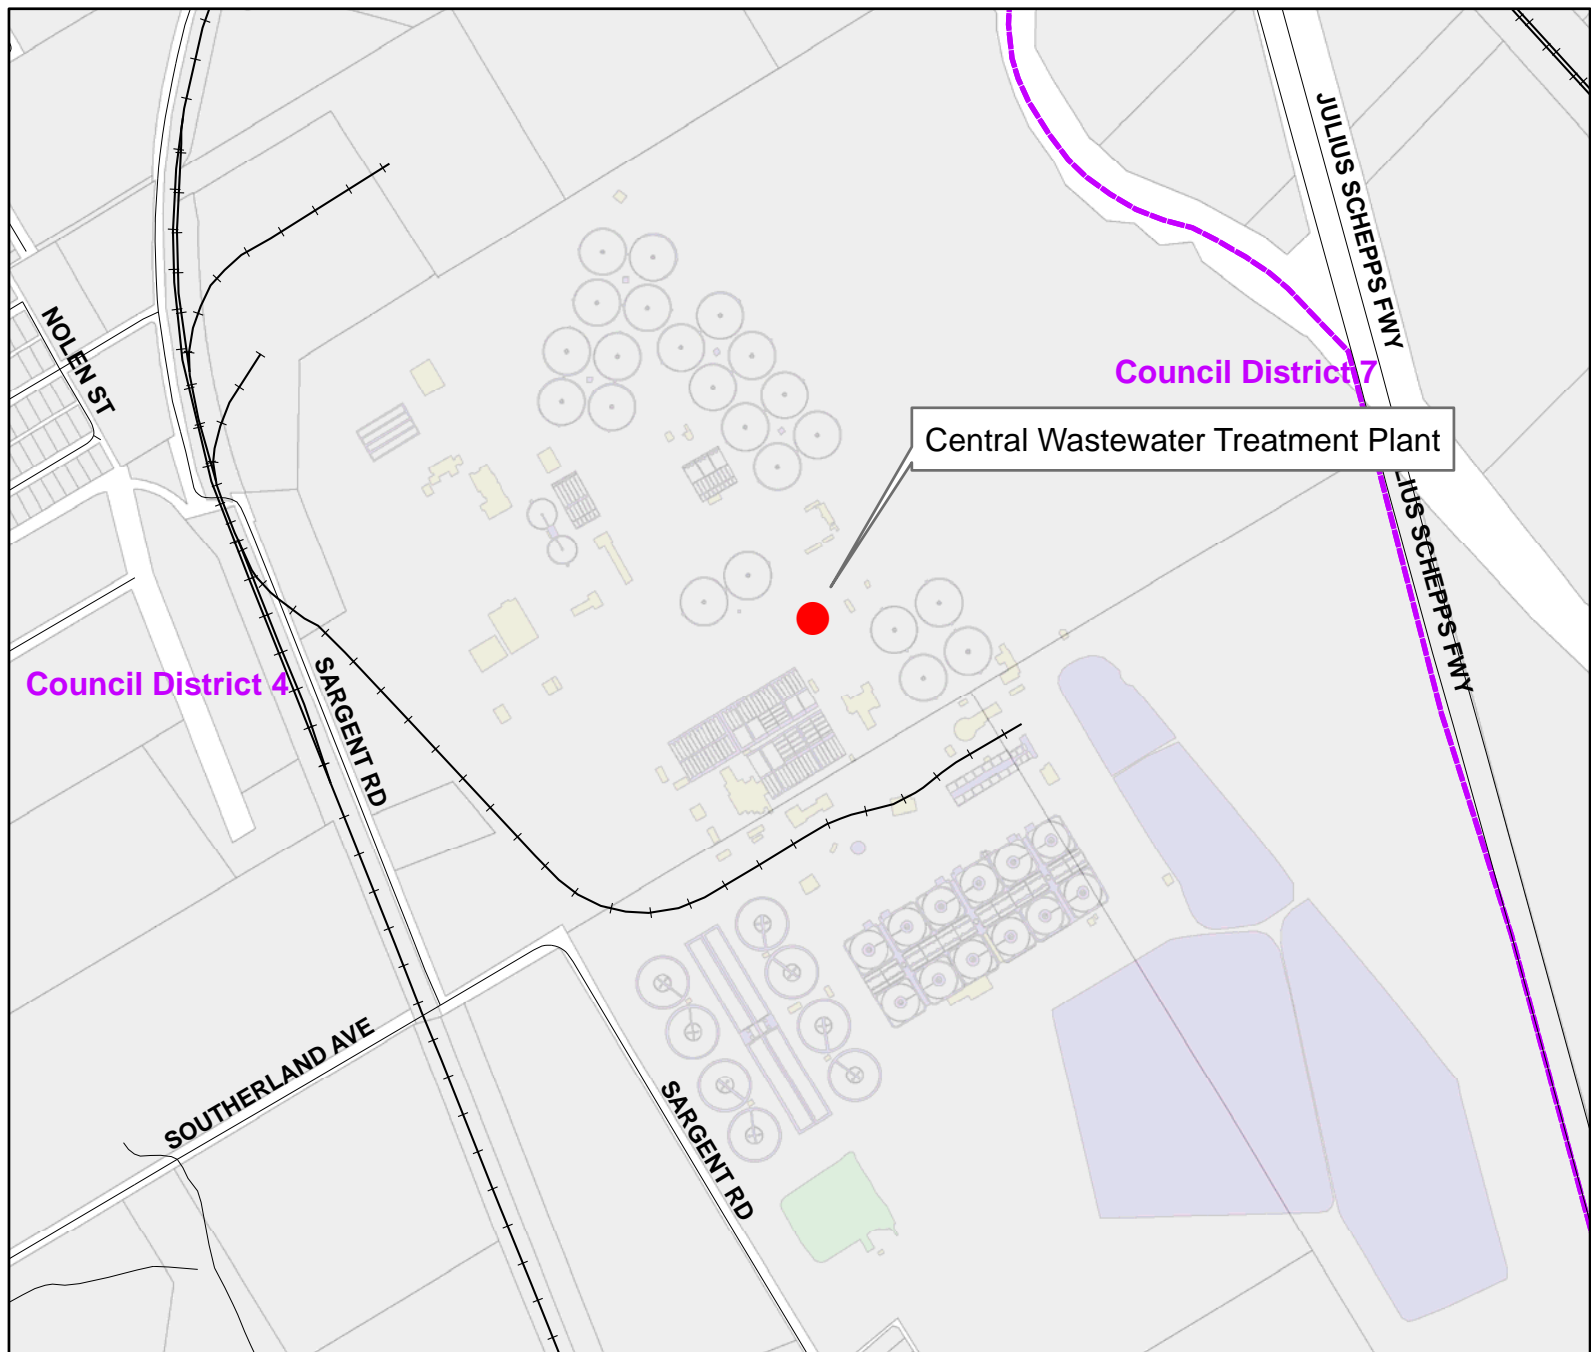 JULIUS SCHEPPS FWY
NOLEN ST
Council District 7
Central Wastewater Treatment Plant
LIUS SCHEPPS FWY
Council District 4
SARGENT RD
SOUTHERLAND AVE
SARGENT RD